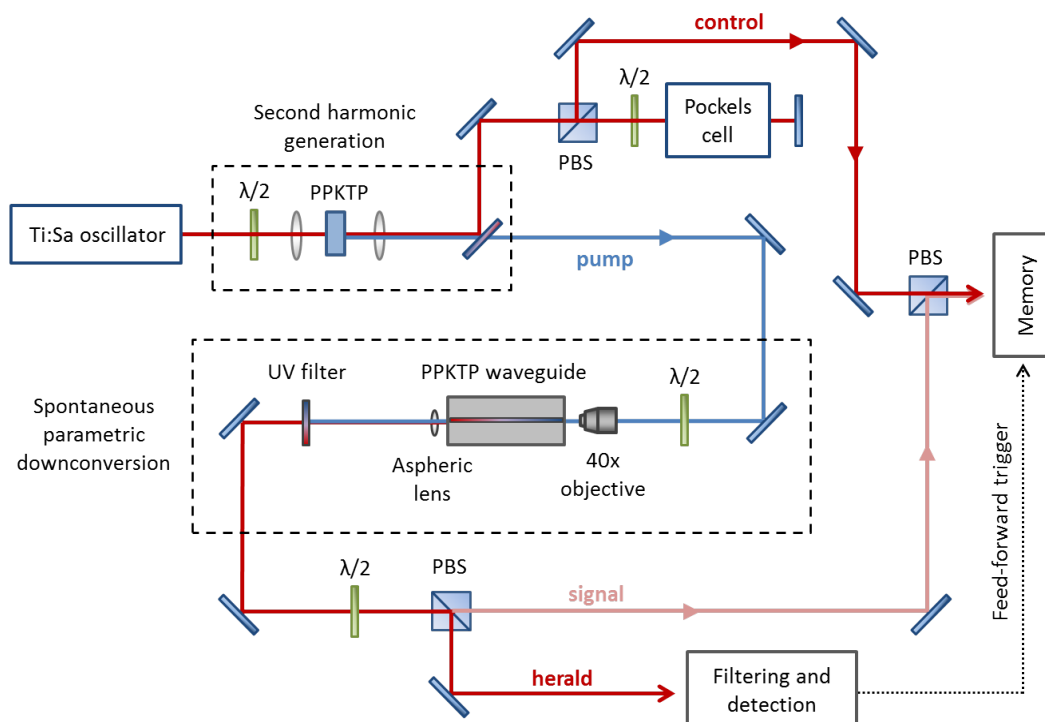 control
λ/2
Pockels
cell
PBS
Second harmonic
generation
λ/2
PPKTP
Ti:Sa oscillator
pump
PBS
Memory
UV filter
PPKTP waveguide
λ/2
Spontaneous
parametric
downconversion
Aspheric
lens
40x
objective
Feed-forward trigger
λ/2
PBS
signal
herald
Filtering and
detection